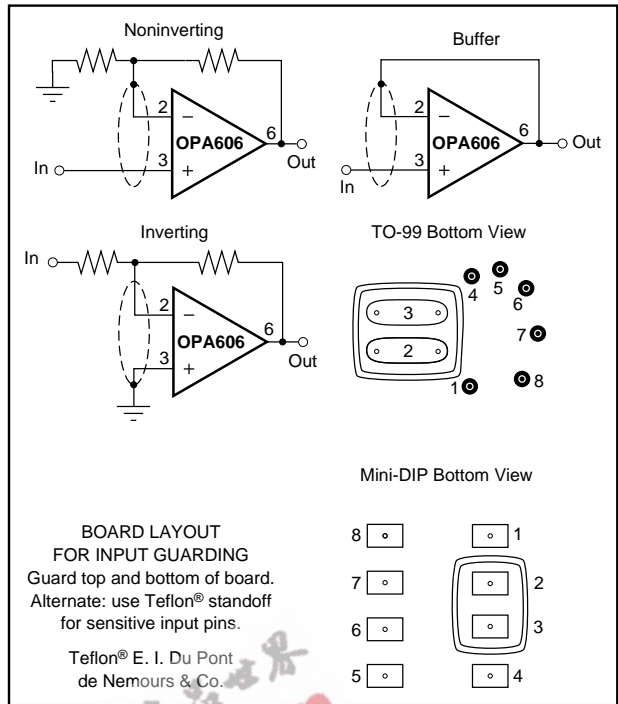 Noninverting
2
−
OPA606
3
+
6
In
Out
Buffer
2
−
OPA606
3
+
6
In
Out
Inverting
In
2
−
OPA606
3
+
6
Out
TO-99 Bottom View
3
2
4
5
6
7
8
1
Mini-DIP Bottom View
8
1
7
2
6
3
5
4
BOARD LAYOUT
FOR INPUT GUARDING
Guard top and bottom of board.
Alternate: use Teflon® standoff
for sensitive input pins.
Teflon® E. I. Du Pont
de Nemours & Co.